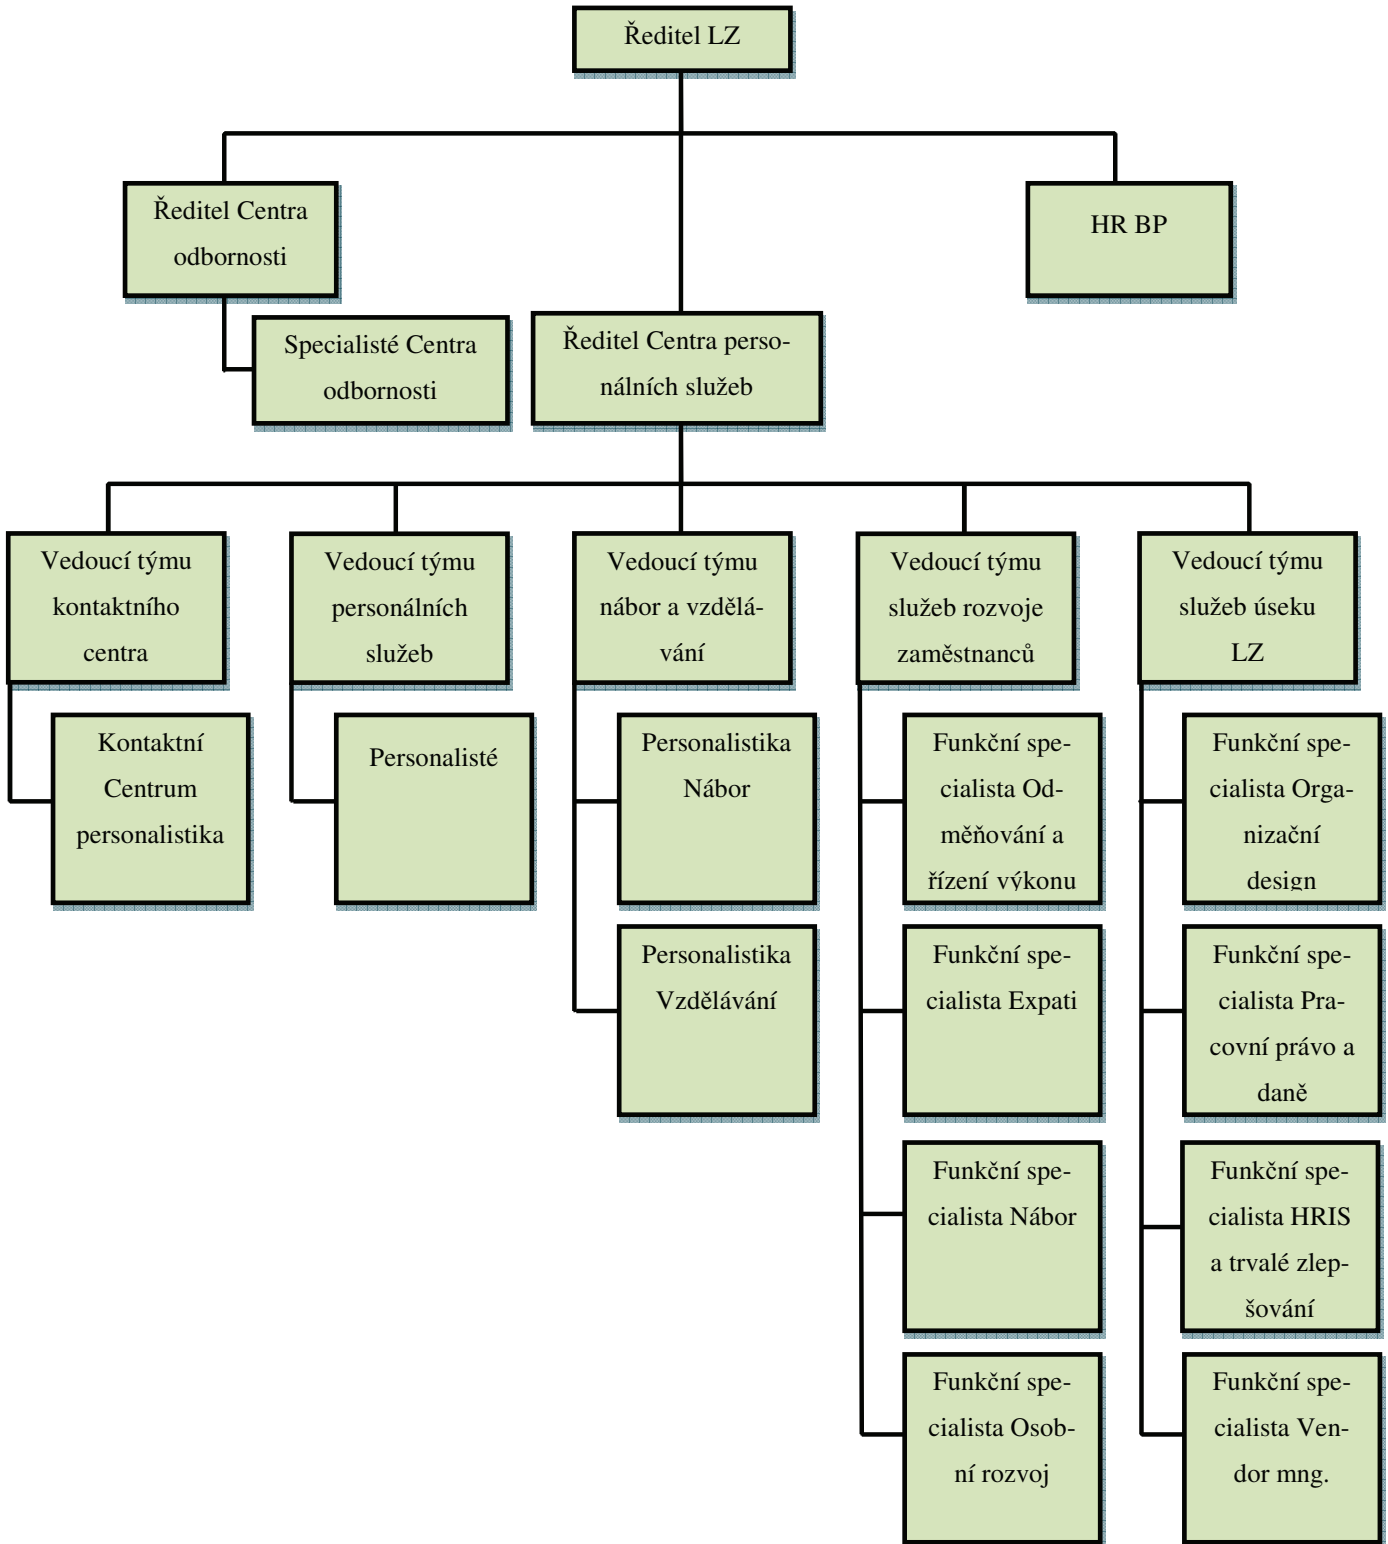 Ředitel LZ
Ředitel Centra
odbornosti
HR BP
Specialisté Centra
odbornosti
Ředitel Centra perso-
nálních služeb
Vedoucí týmu
kontaktního
centra
Vedoucí týmu
personálních
služeb
Vedoucí týmu
nábor a vzdělá-
vání
Vedoucí týmu
služeb rozvoje
zaměstnanců
Vedoucí týmu
služeb úseku
LZ
Kontaktní
Centrum
personalistika
Personalisté
Personalistika
Nábor
Funkční spe-
cialista Od-
měňování a
řízení výkonu
Funkční spe-
cialista Orga-
nizační
design
Personalistika
Vzdělávání
Funkční spe-
cialista Expati
Funkční spe-
cialista Pra-
covní právo a
daně
Funkční spe-
cialista Nábor
Funkční spe-
cialista HRIS
a trvalé zlep-
šování
Funkční spe-
cialista Osob-
ní rozvoj
Funkční spe-
cialista Ven-
dor mng.